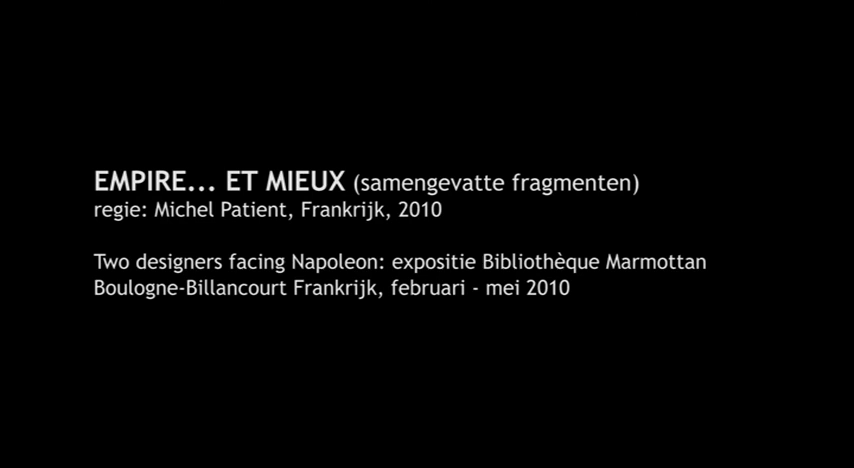 EMPIRE... ET MIEUX (samengevatte fragmenten)
regie: Michel Patient, Frankrijk, 2010
Two designers facing Napoleon: expositie Bibliothèque Marmottan
Boulogne-Billancourt Frankrijk, februari - mei 2010